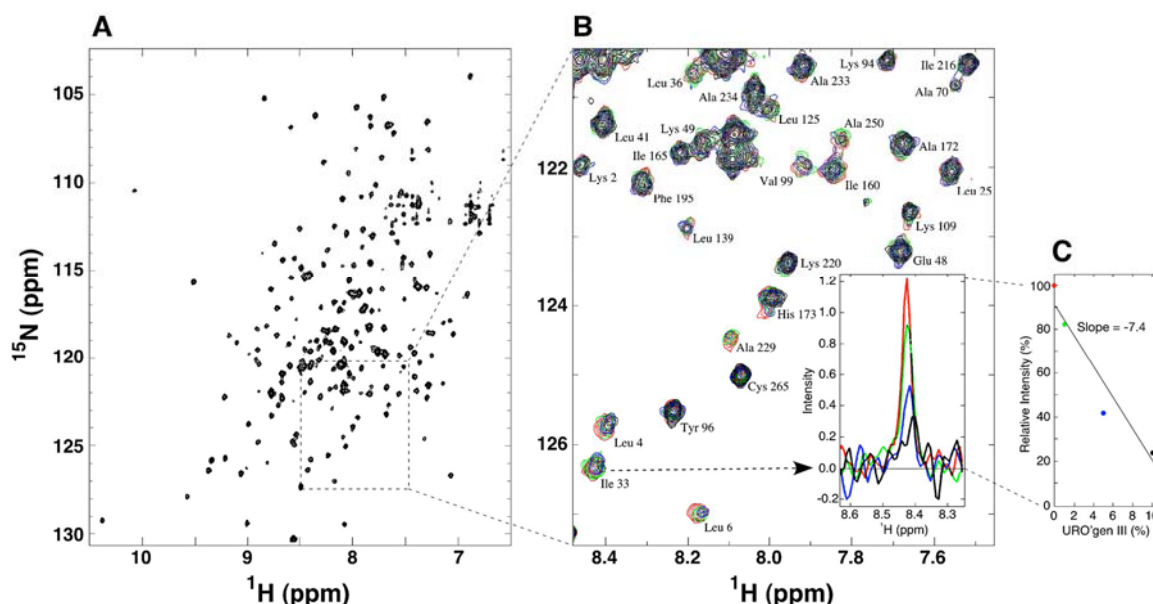 A
B
105
110
115
120
125
130
15N (ppm)
10
9
8
7
1H (ppm)
122
124
126
8.4
8.2
8.0
7.8
7.6
1H (ppm)
Leu 36
Ala 234
Leu 125
Ala 233
Lys 94
Ile 216
Ala 70
Leu 41
Lys 49
Ile 165
Ala 250
Ala 172
Lys 2
Phe 195
Val 99
Ile 160
Leu 25
Leu 139
Lys 109
Lys 220
Glu 48
His 173
Ala 229
Cys 265
Leu 4
Tyr 96
Ile 33
Leu 6
1.2
1.0
0.8
0.6
0.4
0.2
0.0
-0.2
Intensity
8.6
8.5
8.4
8.3
1H (ppm)
C
100
80
60
40
20
0
Relative Intensity (%)
Slope = -7.4
0
2
4
6
8
10
URO'gen III (%)